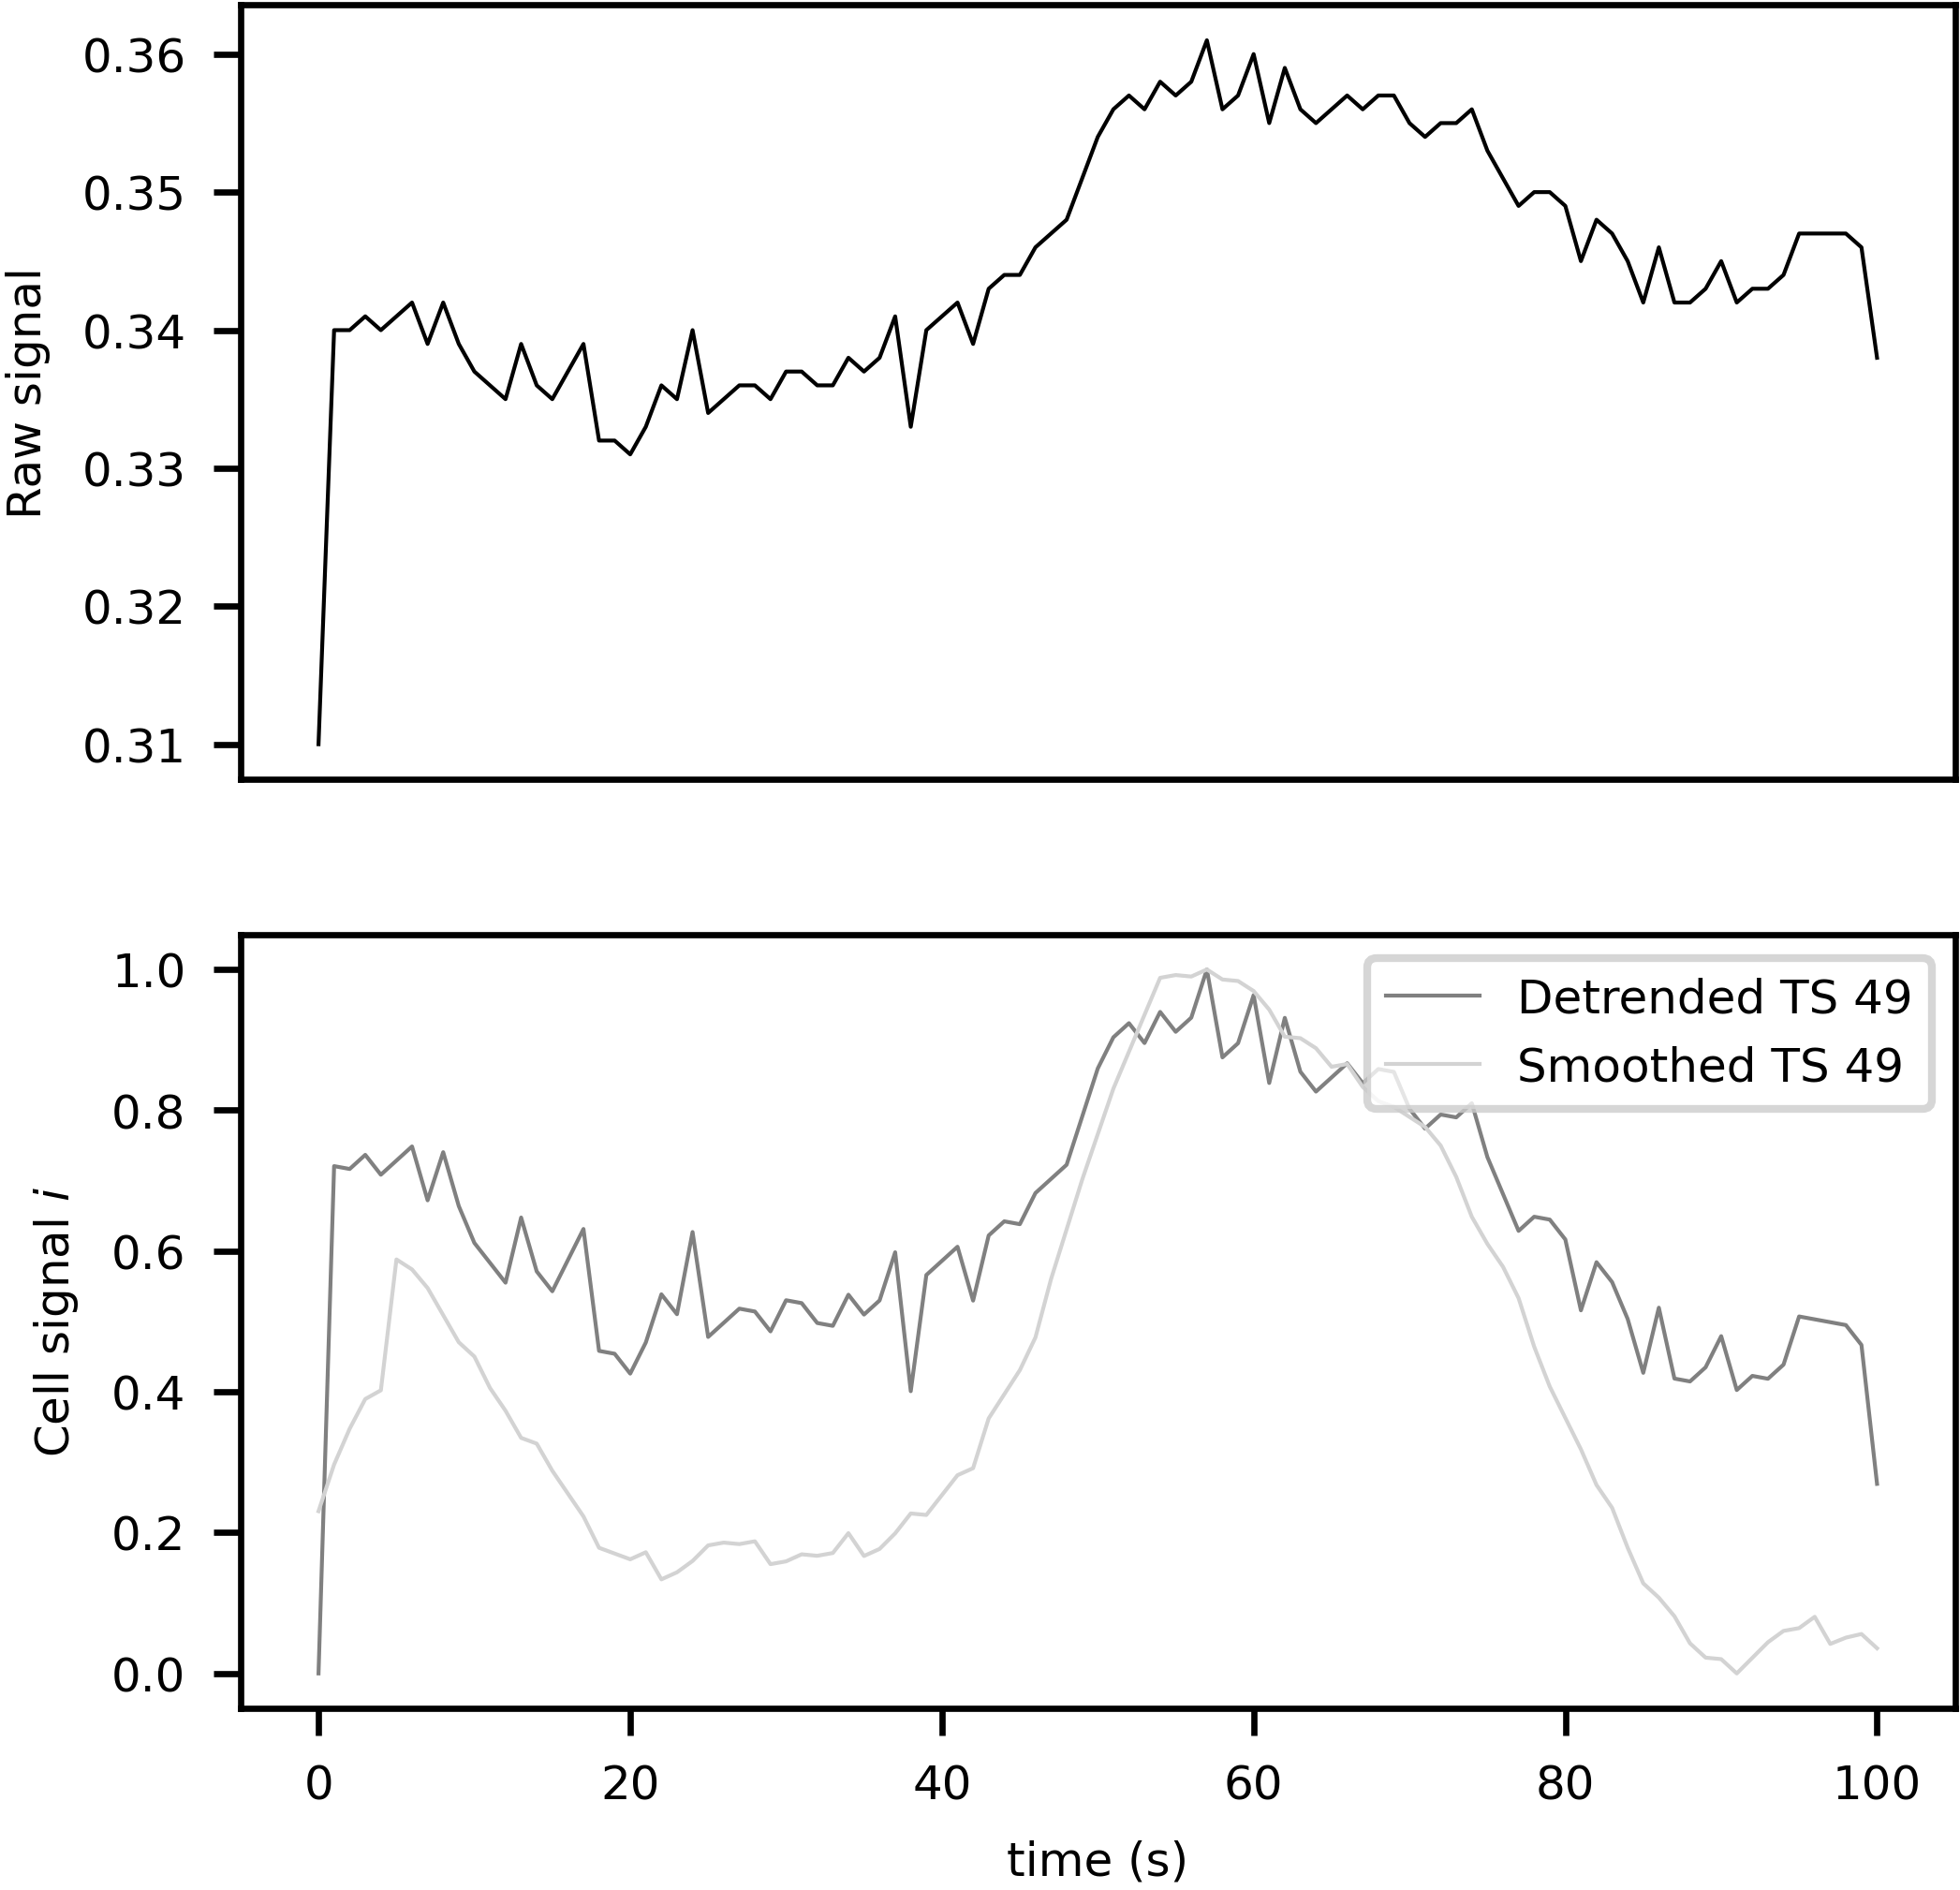 0.36
0.35
0.34
0.33
0.32
0.31
Raw signal
1.0
0.8
0.6
0.4
0.2
0.0
Cell signal i
Detrended TS 49
Smoothed TS 49
0 20 40 60 80 100
time (s)